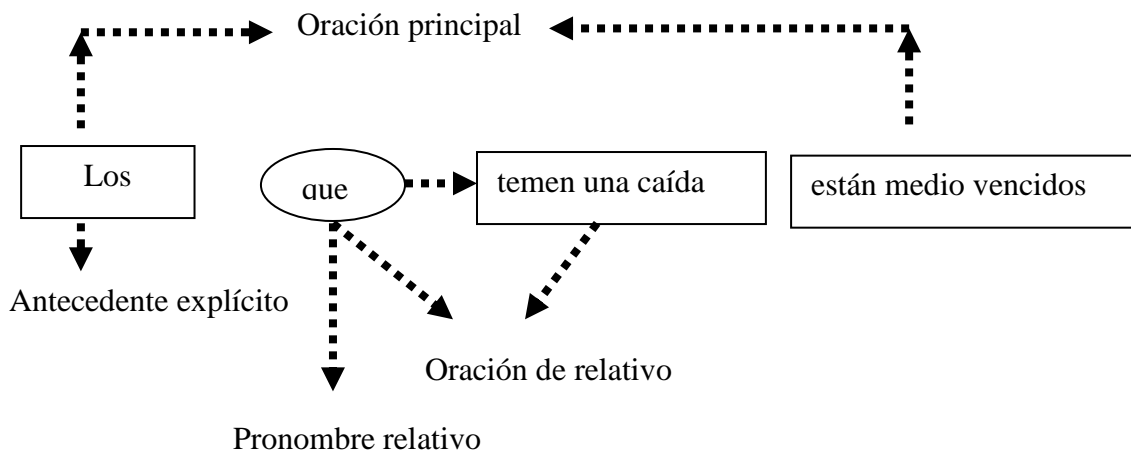 Oración principal
Los que temen una caída están medio vencidos
Antecedente explícito
Oración de relativo
Pronombre relativo